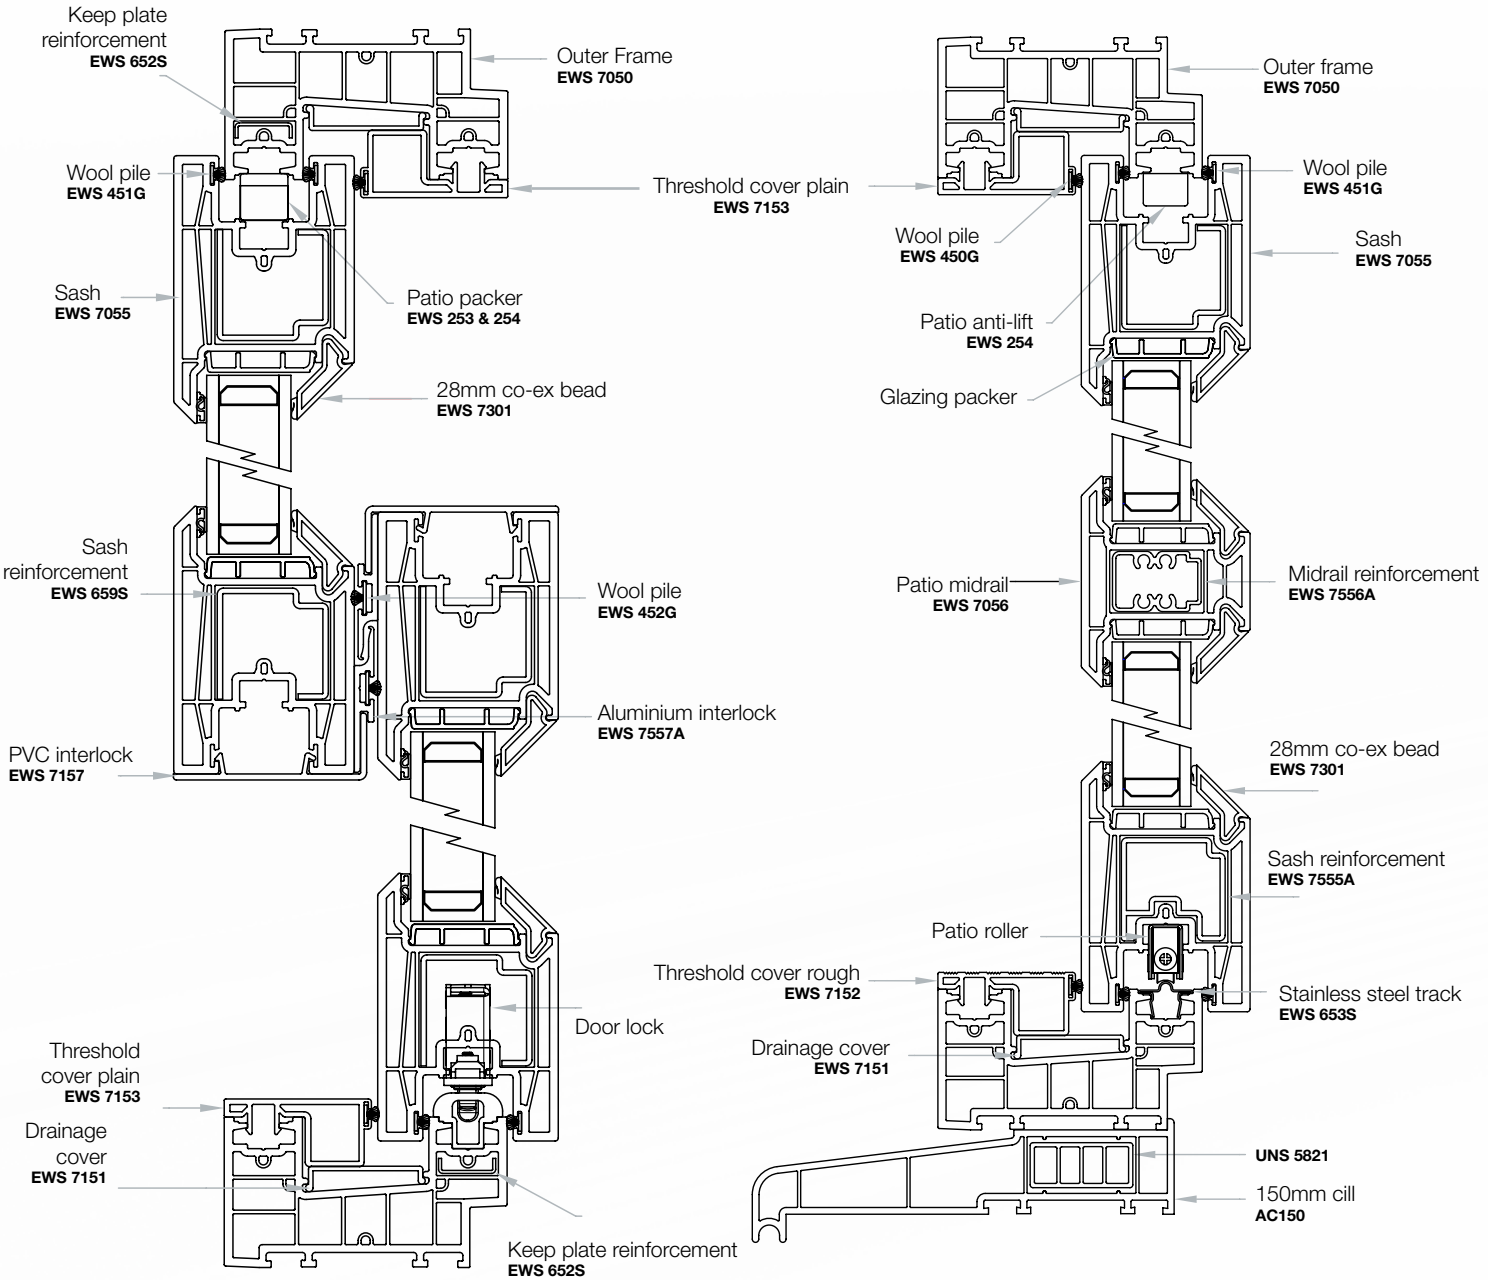 Keep plate
reinforcement
EWS 652S
Outer Frame
EWS 7050
Wool pile
EWS 451G
Threshold cover plain
EWS 7153
Sash
EWS 7055
Patio packer
EWS 253 & 254
28mm co-ex bead
EWS 7301
Sash
reinforcement
EWS 659S
Wool pile
EWS 452G
Aluminium interlock
EWS 7557A
PVC interlock
EWS 7157
Door lock
Threshold
cover plain
EWS 7153
Drainage
cover
EWS 7151
Keep plate reinforcement
EWS 652S
Outer frame
EWS 7050
Wool pile
EWS 451G
Wool pile
EWS 450G
Sash
EWS 7055
Patio anti-lift
EWS 254
Glazing packer
Patio midrail
EWS 7056
Midrail reinforcement
EWS 7556A
28mm co-ex bead
EWS 7301
Sash reinforcement
EWS 7555A
Patio roller
Threshold cover rough
EWS 7152
Stainless steel track
EWS 653S
Drainage cover
EWS 7151
UNS 5821
150mm cill
AC150